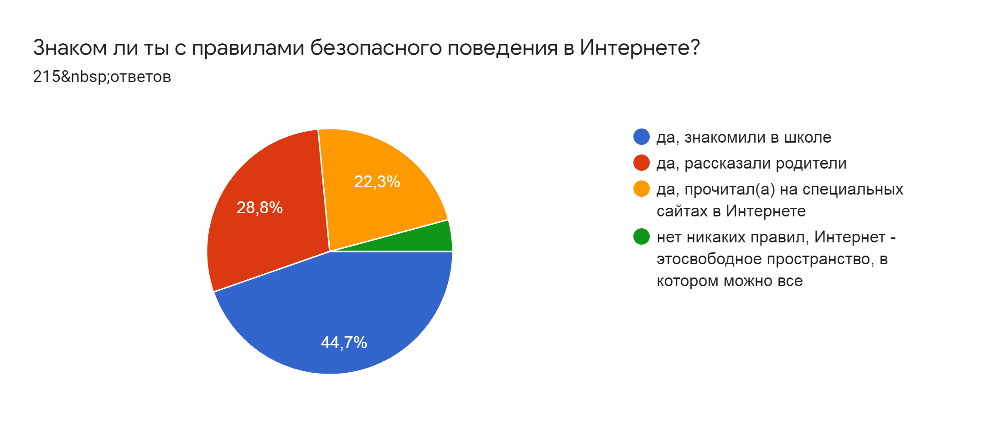 Знаком ли ты с правилами безопасного поведения в Интернете?
215&nbsp;ответов
22,3%
28,8%
44,7%
да, знакомили в школе
да, рассказали родители
да, прочитал(а) на специальных
сайтах в Интернете
нет никаких правил, Интернет -
этосвободное пространство, в
котором можно все